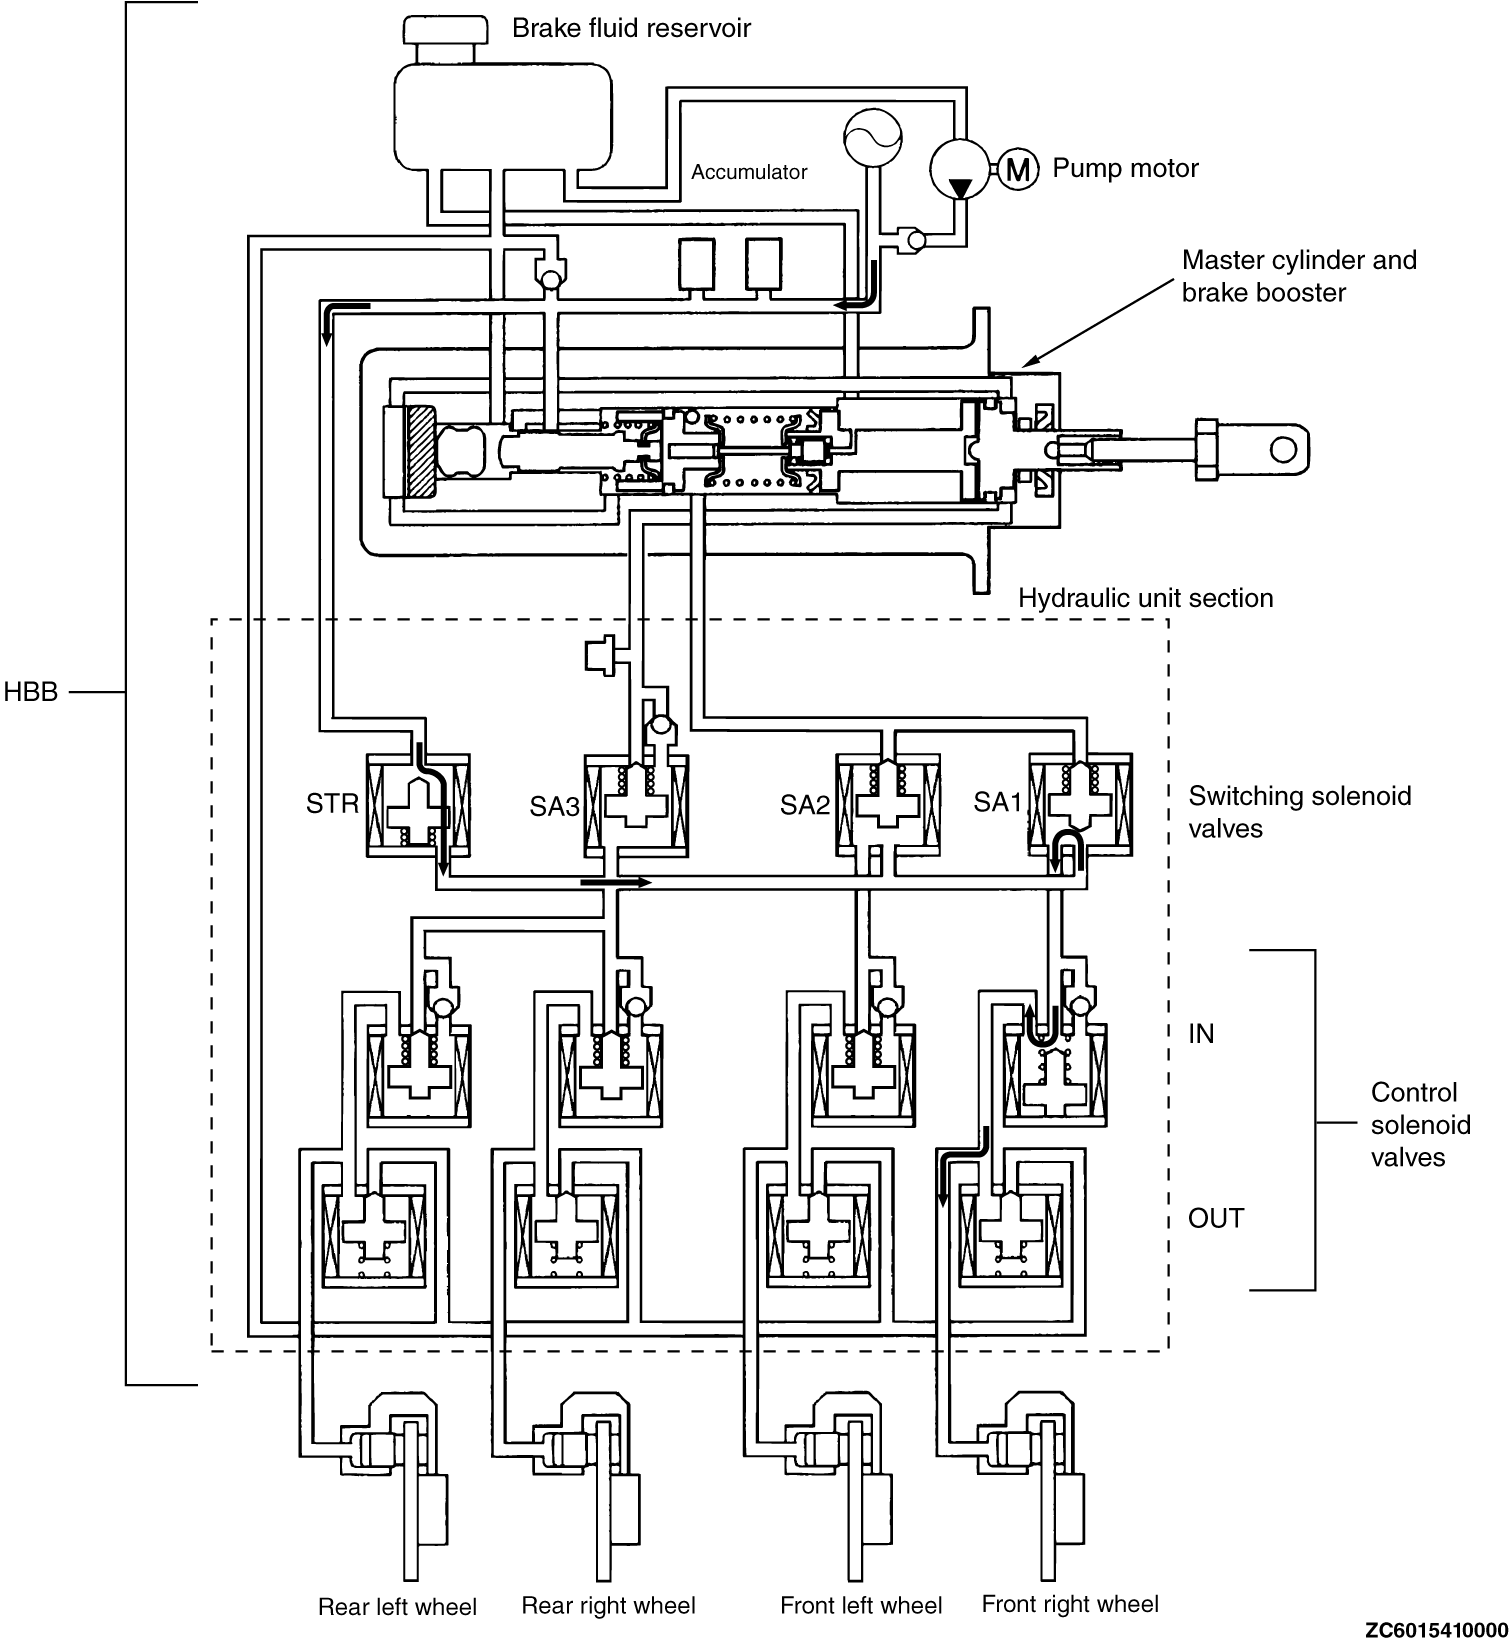 Brake fluid reservoir
Accumulator
M
Pump motor
Master cylinder and
brake booster
Hydraulic unit section
HBB
STR
SA3
SA2
SA1
Switching solenoid
valves
IN
Control
solenoid
valves
OUT
Rear left wheel
Rear right wheel
Front left wheel
Front right wheel
ZC6015410000